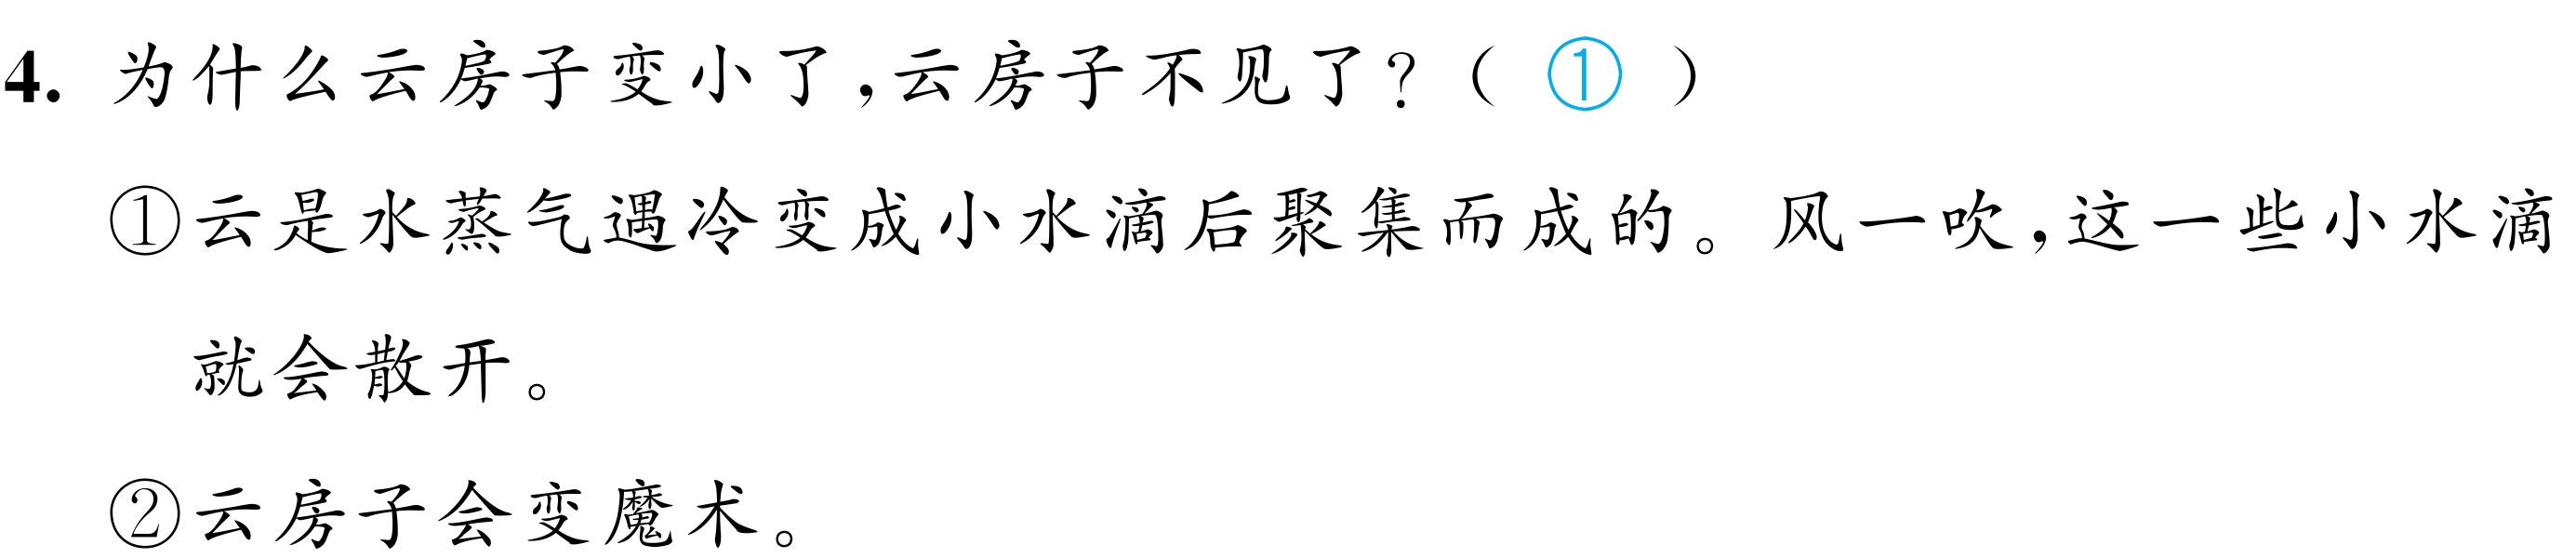 4. 为什么云房子变小了,云房子不见了?( ① )
①云是水蒸气遇冷变成小水滴后聚集而成的。风一吹,这一些小水滴
就会散开。
②云房子会变魔术。